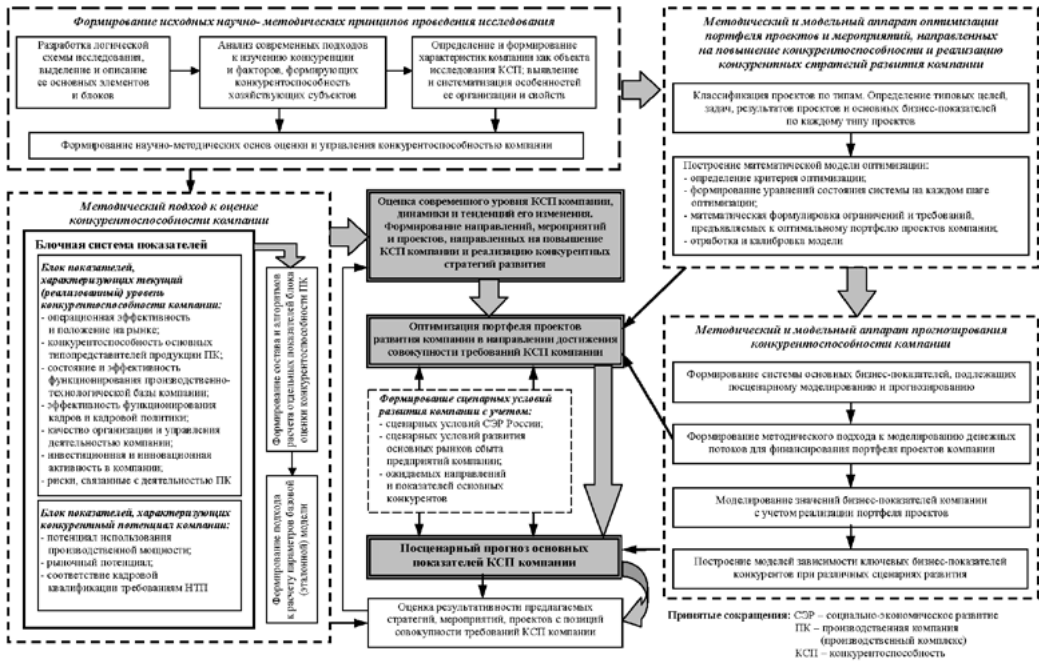 Формирование исходных научно- методических принципов проведения исследования
Разработка логической
схемы исследования,
выделение и описание
ее основных элементов
и блоков
Анализ современных подходов
к изучению конкуренции
и факторов, формирующих
конкурентоспособность
хозяйствующих субъектов
Определение и формирование
характеристик компании как объекта
исследования КСП; выявление
и систематизация особенностей
ее организации и свойств
Формирование научно-методических основ оценки и управления конкурентоспособностью компании
Методический и модельный аппарат оптимизации
портфеля проектов и мероприятий, направленных
на повышение конкурентоспособности и реализацию
конкурентных стратегий развития компании
Классификация проектов по типам. Определение типовых целей,
задач, результатов проектов и основных бизнес-показателей
по каждому типу проектов
Построение математической модели оптимизации:
- определение критерия оптимизации;
- формирование уравнений состояния системы на каждом шаге
оптимизации;
- математическая формулировка ограничений и требований,
предъявляемых к оптимальному портфелю проектов компании;
- отработка и калибровка модели
Методический подход к оценке
конкурентоспособности компании
Блочная система показателей
Блок показателей,
характеризующих текущий
(реализованный) уровень
конкурентоспособности компании:
- операционная эффективность
и положение на рынке;
- конкурентоспособность основных
типопредставителей продукции ПК;
- состояние и эффективность
функционирования производственно-
технологической базы компании;
- эффективность функционирования
кадров и кадровой политики;
- качество организации и управления
деятельностью компании;
- инвестиционная и инновационная
активность в компании;
- риски, связанные с деятельностью ПК
Блок показателей, характеризующих
конкурентный потенциал компании:
- потенциал использования
производственной мощности;
- рыночный потенциал;
- соответствие кадровой
квалификации требованиям НТП
Формирование состава и алгоритмов
расчета отдельных показателей блока
оценки конкурентоспособности ПК
Формирование подхода
к расчету параметров базовой
(эталонной) модели
Оценка современного уровня КСП компании,
динамики и тенденций его изменения.
Формирование направлений, мероприятий
и проектов, направленных на повышение
КСП компании и реализацию конкурентных
стратегий развития
Оптимизация портфеля проектов
развития компании в направлении достижения
совокупности требований КСП компании
Формирование сценарных условий
развития компании с учетом:
- сценарных условий СЭР России;
- сценарных условий развития
основных рынков сбыта
предприятий компании;
- ожидаемых направлений
и показателей основных
конкурентов
Посценарный прогноз основных
показателей КСП компании
Оценка результативности предлагаемых
стратегий, мероприятий, проектов с позиций
совокупности требований КСП компании
Методический и модельный аппарат прогнозирования
конкурентоспособности компании
Формирование системы основных бизнес-показателей, подлежащих
посценарному моделированию и прогнозированию
Формирование методического подхода к моделированию денежных
потоков для финансирования портфеля проектов компании
Моделирование значений бизнес-показателей компании
с учетом реализации портфеля проектов
Построение моделей зависимости ключевых бизнес-показателей
конкурентов при различных сценариях развития
Принятые сокращения: СЭР – социально-экономическое развитие
ПК – производственная компания
(производственный комплекс)
КСП – конкурентоспособность